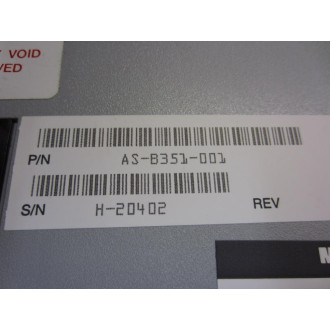 VOID
VED
P/N AS-B351-001
S/N H-20402 REV